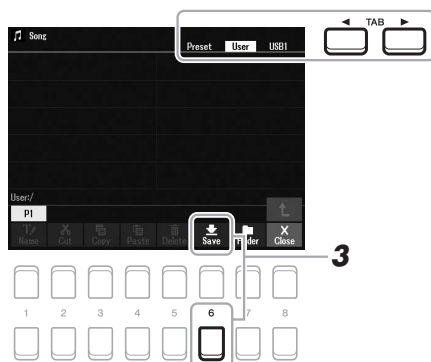 Song
Preset User USB1
◀ TAB ▶
User:/
P1
Name Cut Copy Paste Delete Save Folder Close
3
1 2 3 4 5 6 7 8